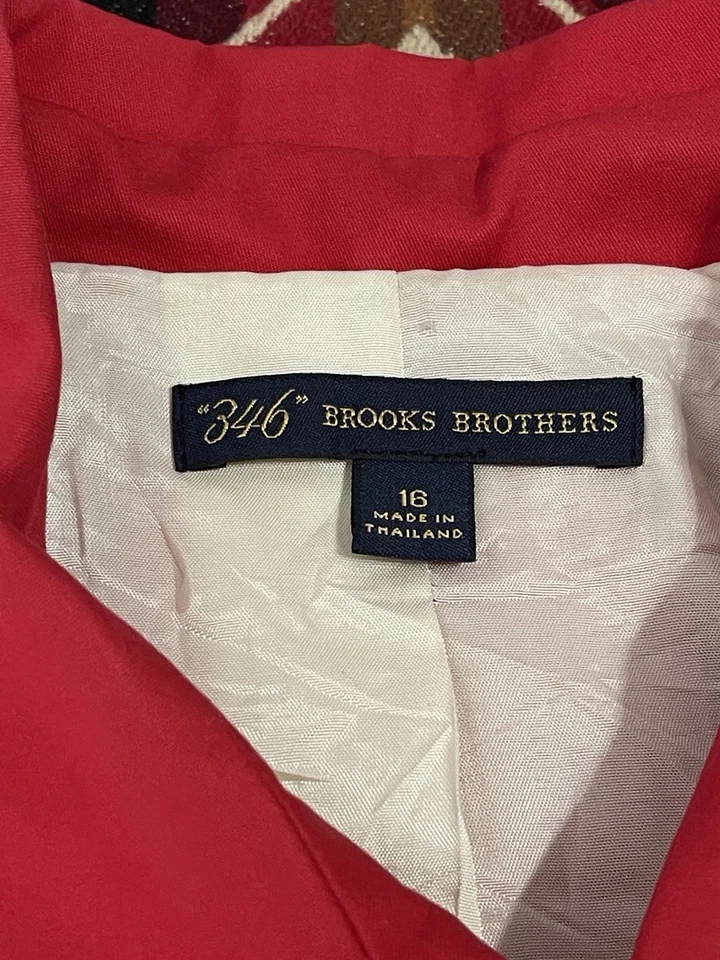 “346” BROOKS BROTHERS
16
MADE IN
THAILAND